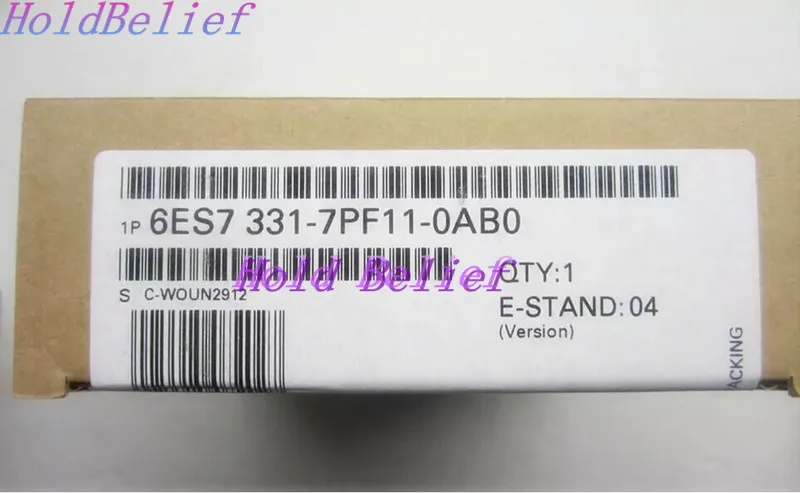 HoldBelief
1P 6ES7 331-7PF11-0AB0
Hold Belief
QTY:1
S C-WOUN2912
E-STAND:04
(Version)
ACKING